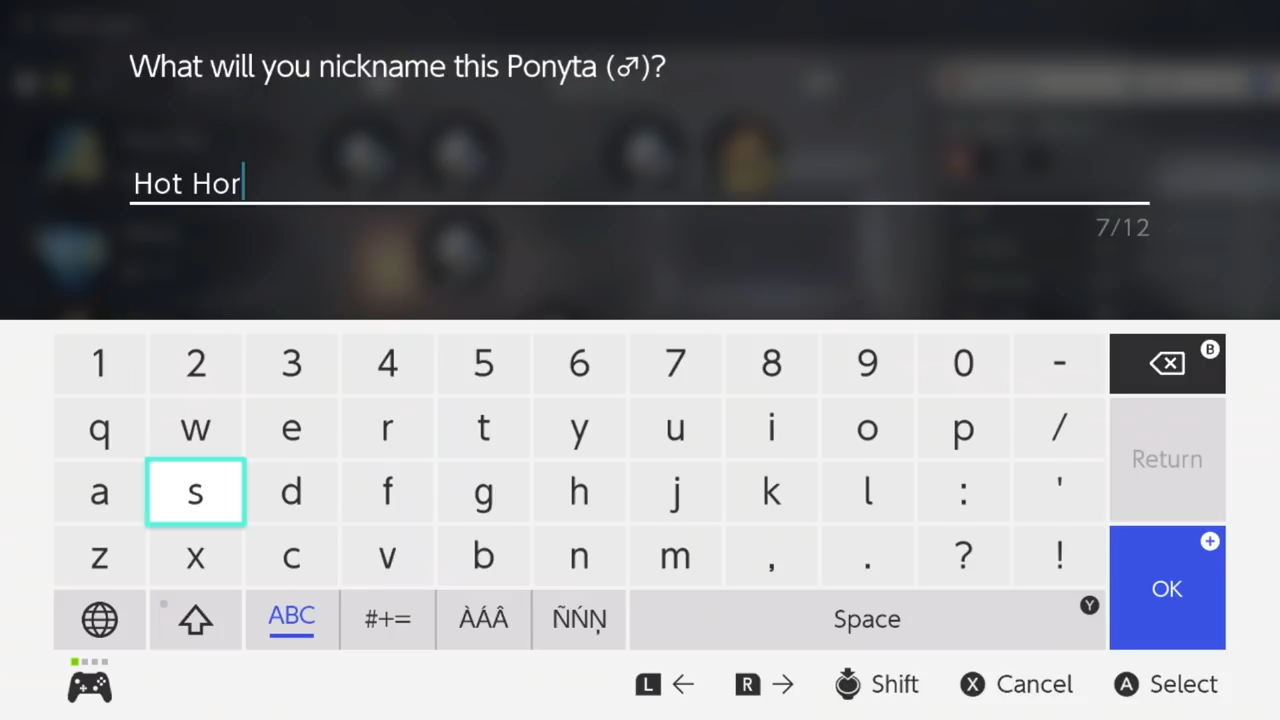 What will you nickname this Ponyta (♂)?
Hot Hor
7/12
1 2 3 4 5 6 7 8 9 0 - B
q w e r t y u i o p /
Return
a s d f g h j k l : '
z x c v b n m , . ? ! +
OK
ABC #+= ÀÁÂ ÑŃŅ Space Y
L ← R → Shift X Cancel A Select